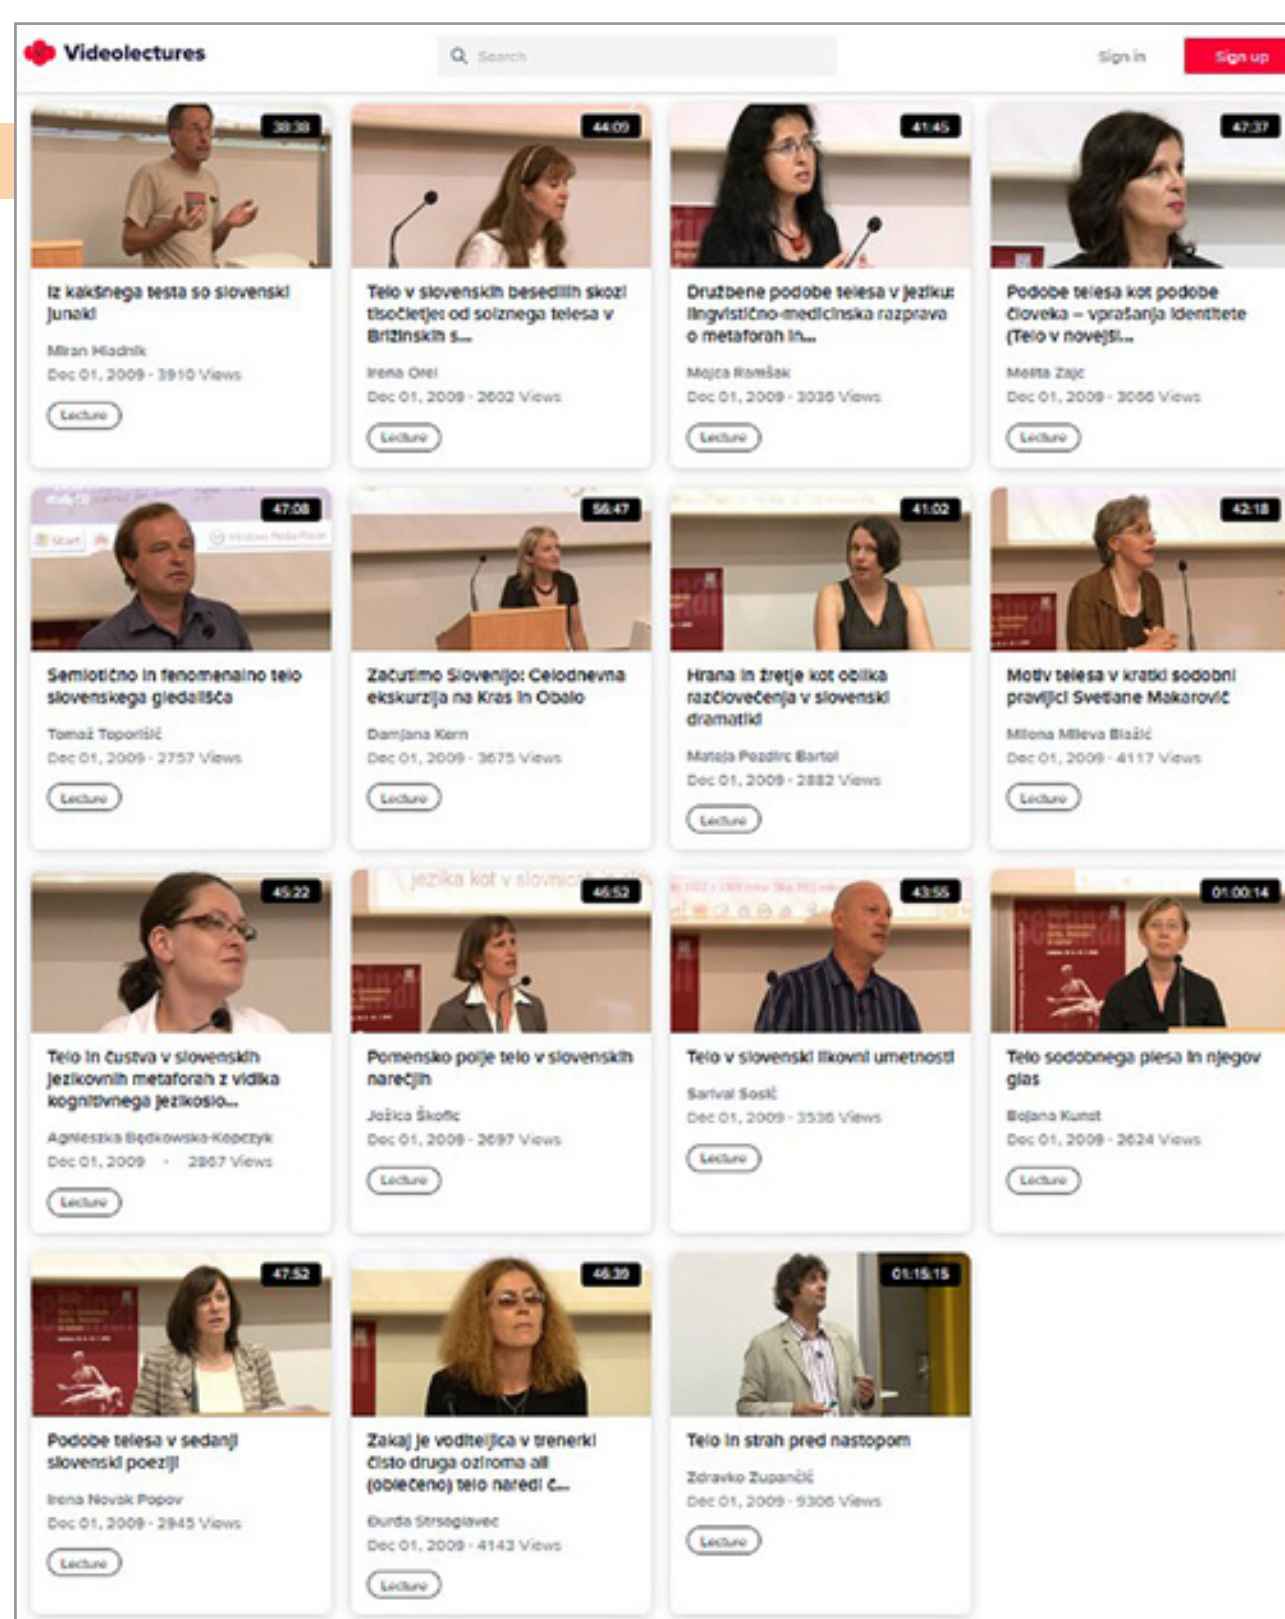 Videolectures
Search
Sign in
Sign up
38:38
Iz kakšnega testa so slovenski
junaki
Miran Hladnik
Dec 01, 2009 - 3910 Views
Lecture
44:09
Telo v slovenskih besedilih skozi
tisočletje: od solznega telesa v
Brižinskih s...
Irena Orel
Dec 01, 2009 - 2602 Views
Lecture
41:45
Družbene podobe telesa v jeziku:
lingvistično-medicinska razprava
o metaforah in...
Mojca Ramšak
Dec 01, 2009 - 3036 Views
Lecture
47:37
Podobe telesa kot podobe
človeka – vprašanja identitete
(Telo v novejši...
Melita Zajc
Dec 01, 2009 - 3066 Views
Lecture
47:08
Start
Windows Media Player
Semiotično in fenomenalno telo
slovenskega gledališča
Tomaž Toporišič
Dec 01, 2009 - 2757 Views
Lecture
56:47
Začutimo Slovenijo: Celodnevna
ekskurzija na Kras in Obalo
Damjana Kern
Dec 01, 2009 - 3675 Views
Lecture
41:02
Hrana in žretje kot oblika
razčlovečenja v slovenski
dramatiki
Mateja Pezdirc Bartol
Dec 01, 2009 - 2882 Views
Lecture
42:18
Motiv telesa v kratki sodobni
pravljici Svetlane Makarovič
Milena Mileva Blažić
Dec 01, 2009 - 4117 Views
Lecture
45:22
Telo in čustva v slovenskih
jezikovnih metaforah z vidika
kognitivnega jezikoslo...
Agnieszka Będkowska-Kopczyk
Dec 01, 2009 - 2867 Views
Lecture
jezika kot v
46:52
Pomensko polje telo v slovenskih
narečjih
Jožica Škofic
Dec 01, 2009 - 2697 Views
Lecture
43:55
Telo v slovenski likovni umetnosti
Sarival Sosič
Dec 01, 2009 - 3536 Views
Lecture
01:00:14
Telo sodobnega plesa in njegov
glas
Bojana Kunst
Dec 01, 2009 - 2624 Views
Lecture
47:52
Podobe telesa v sedanji
slovenski poeziji
Irena Novak Popov
Dec 01, 2009 - 2945 Views
Lecture
46:39
Zakaj je voditeljica v trenerki
čisto druga oziroma ali
(oblečeno) telo naredi č...
Đurđa Strsoglavec
Dec 01, 2009 - 4143 Views
Lecture
01:15:15
Telo in strah pred nastopom
Zdravko Zupančič
Dec 01, 2009 - 9306 Views
Lecture